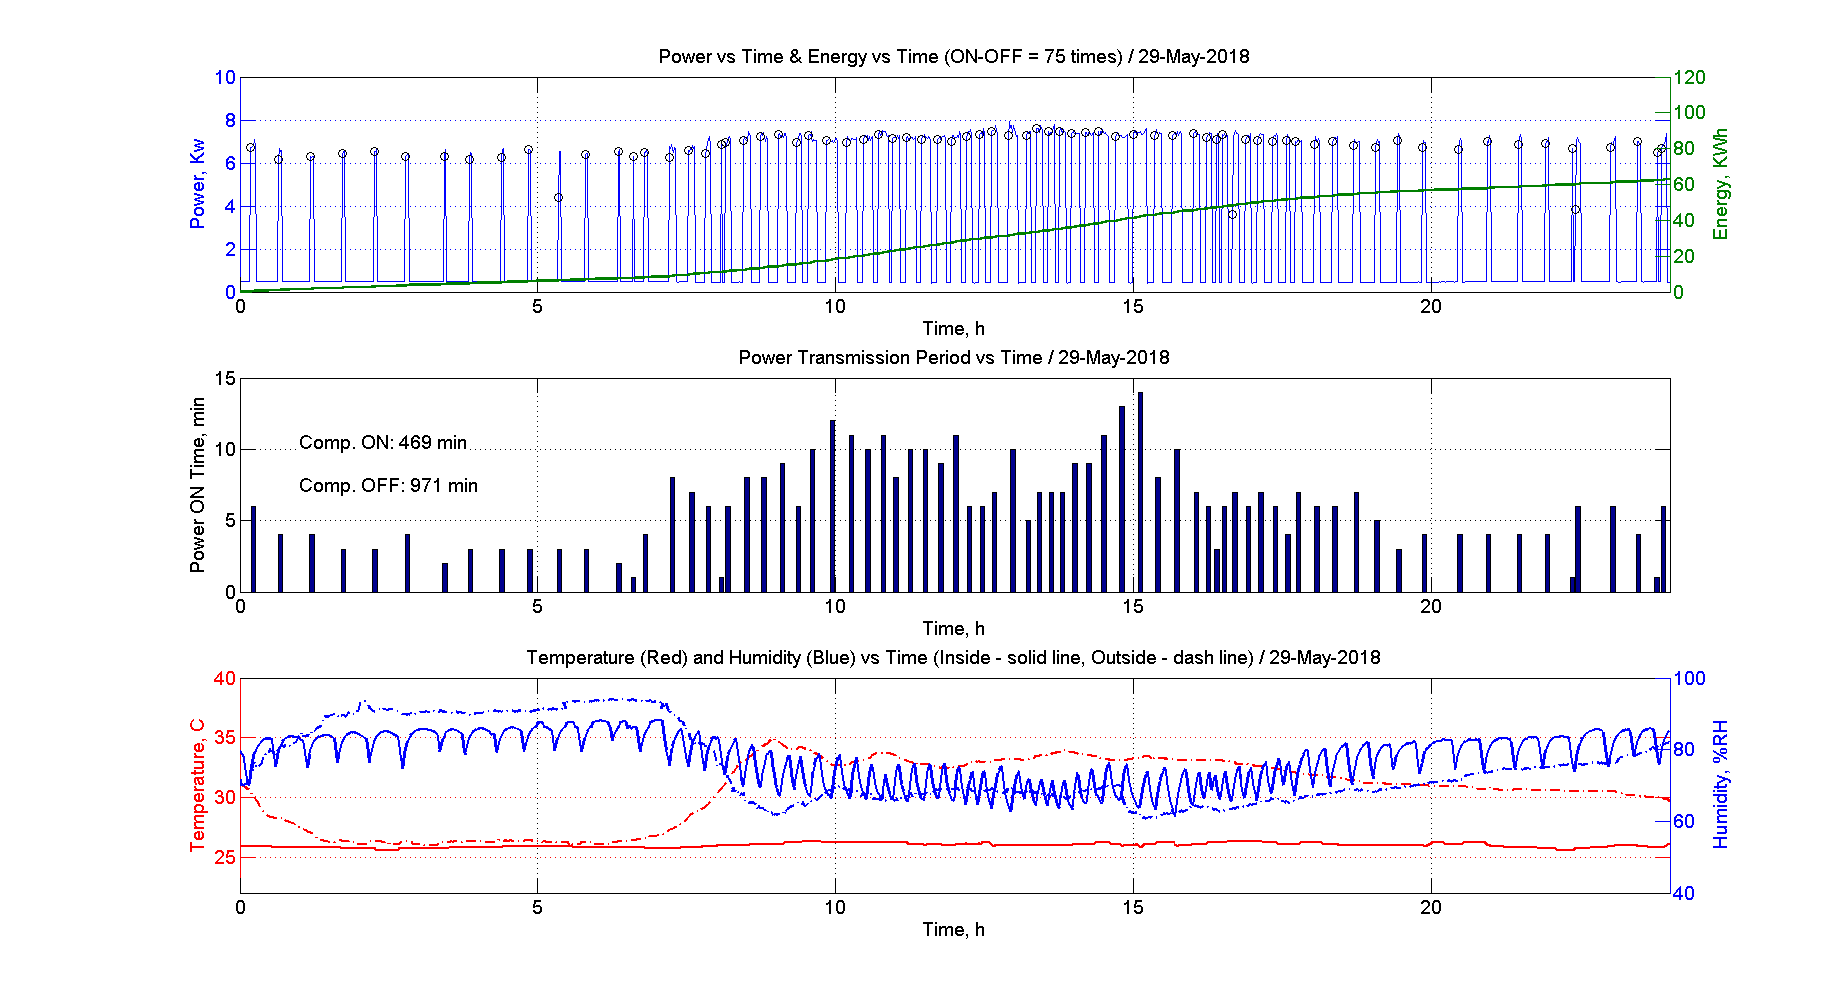 Power vs Time & Energy vs Time (ON-OFF = 75 times) / 29-May-2018
10
8
6
4
2
0
Power, Kw
120
100
80
60
40
20
0
Energy, KWh
0 5 10 15 20
Time, h
Power Transmission Period vs Time / 29-May-2018
15
10
5
0
Power ON Time, min
Comp. ON: 469 min
Comp. OFF: 971 min
0 5 10 15 20
Time, h
Temperature (Red) and Humidity (Blue) vs Time (Inside - solid line, Outside - dash line) / 29-May-2018
40
35
30
25
Temperature, C
100
80
60
40
Humidity, %RH
0 5 10 15 20
Time, h